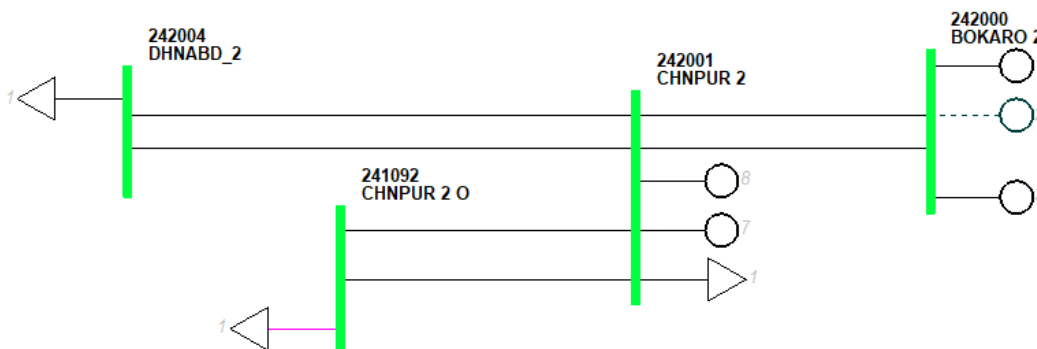 242004
DHNABD_2
242001
CHNPUR 2
242000
BOKARO 2
1
241092
CHNPUR 2 O
8
7
1
1